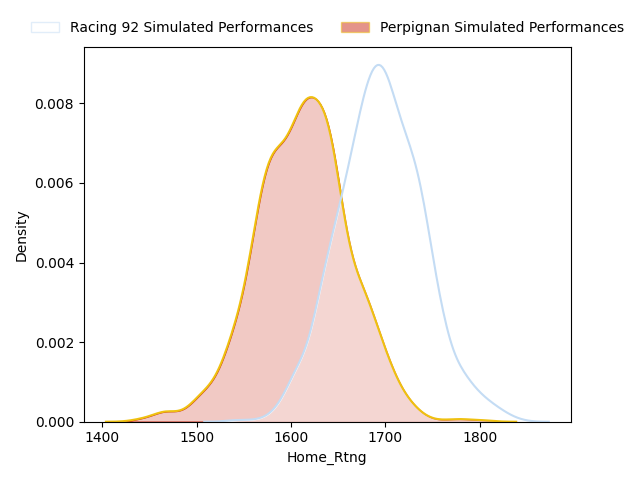 Racing 92 Simulated Performances
Perpignan Simulated Performances
0.008
0.006
0.004
0.002
0.000
Density
1400 1500 1600 1700 1800
Home_Rtng